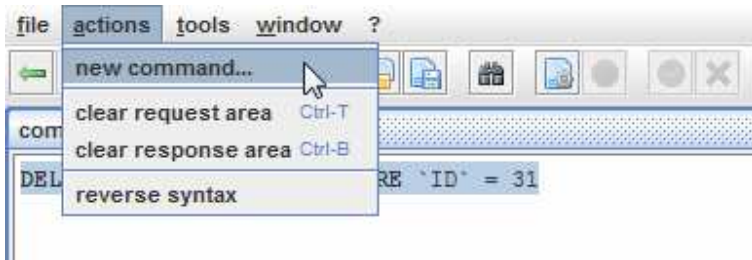 file actions tools window ?
new command...
clear request area Ctrl-T
com
clear response area Ctrl-B
DEL RE `ID` = 31
reverse syntax